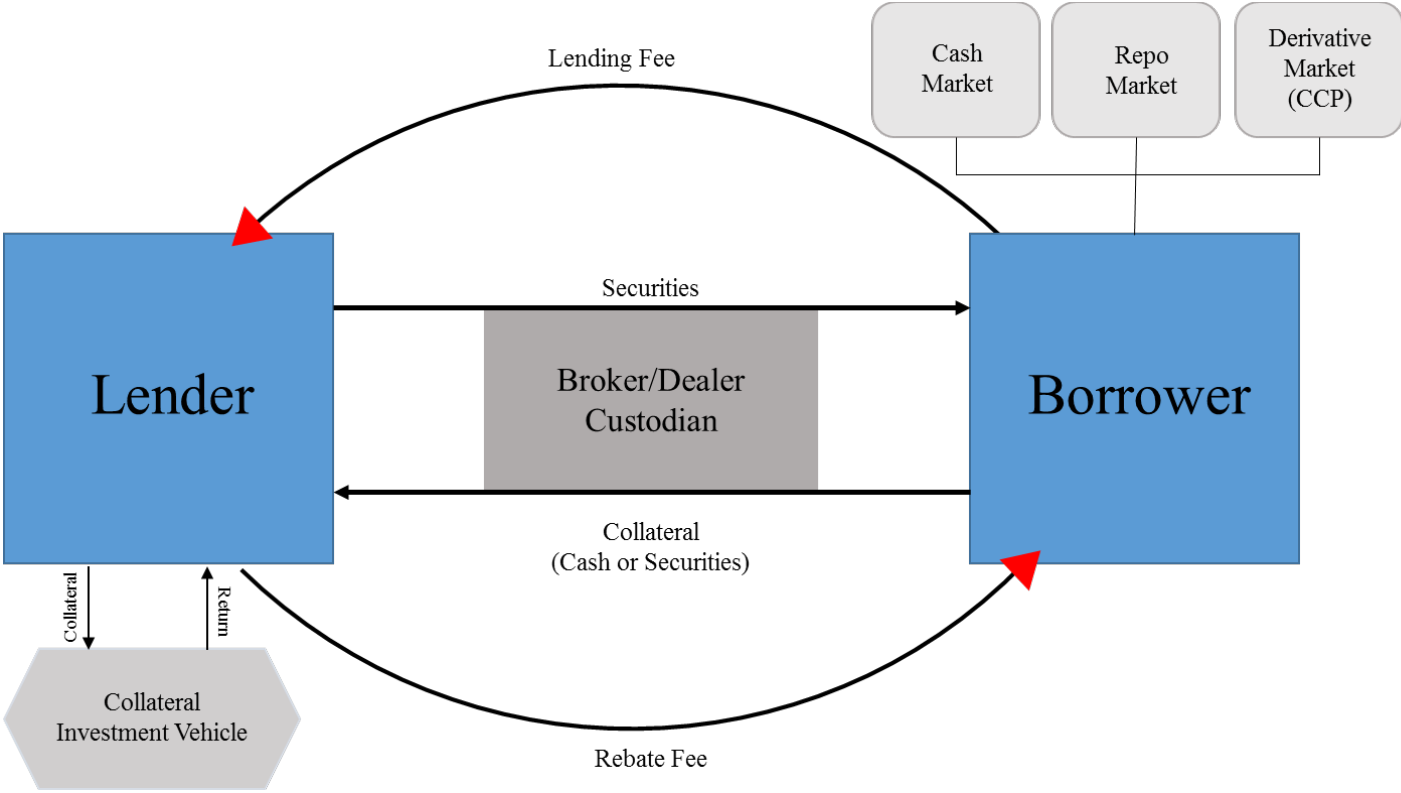 Lending Fee
Cash
Market
Repo
Market
Derivative
Market
(CCP)
Securities
Lender
Broker/Dealer
Custodian
Borrower
Collateral
(Cash or Securities)
Collateral
Return
Collateral
Investment Vehicle
Rebate Fee